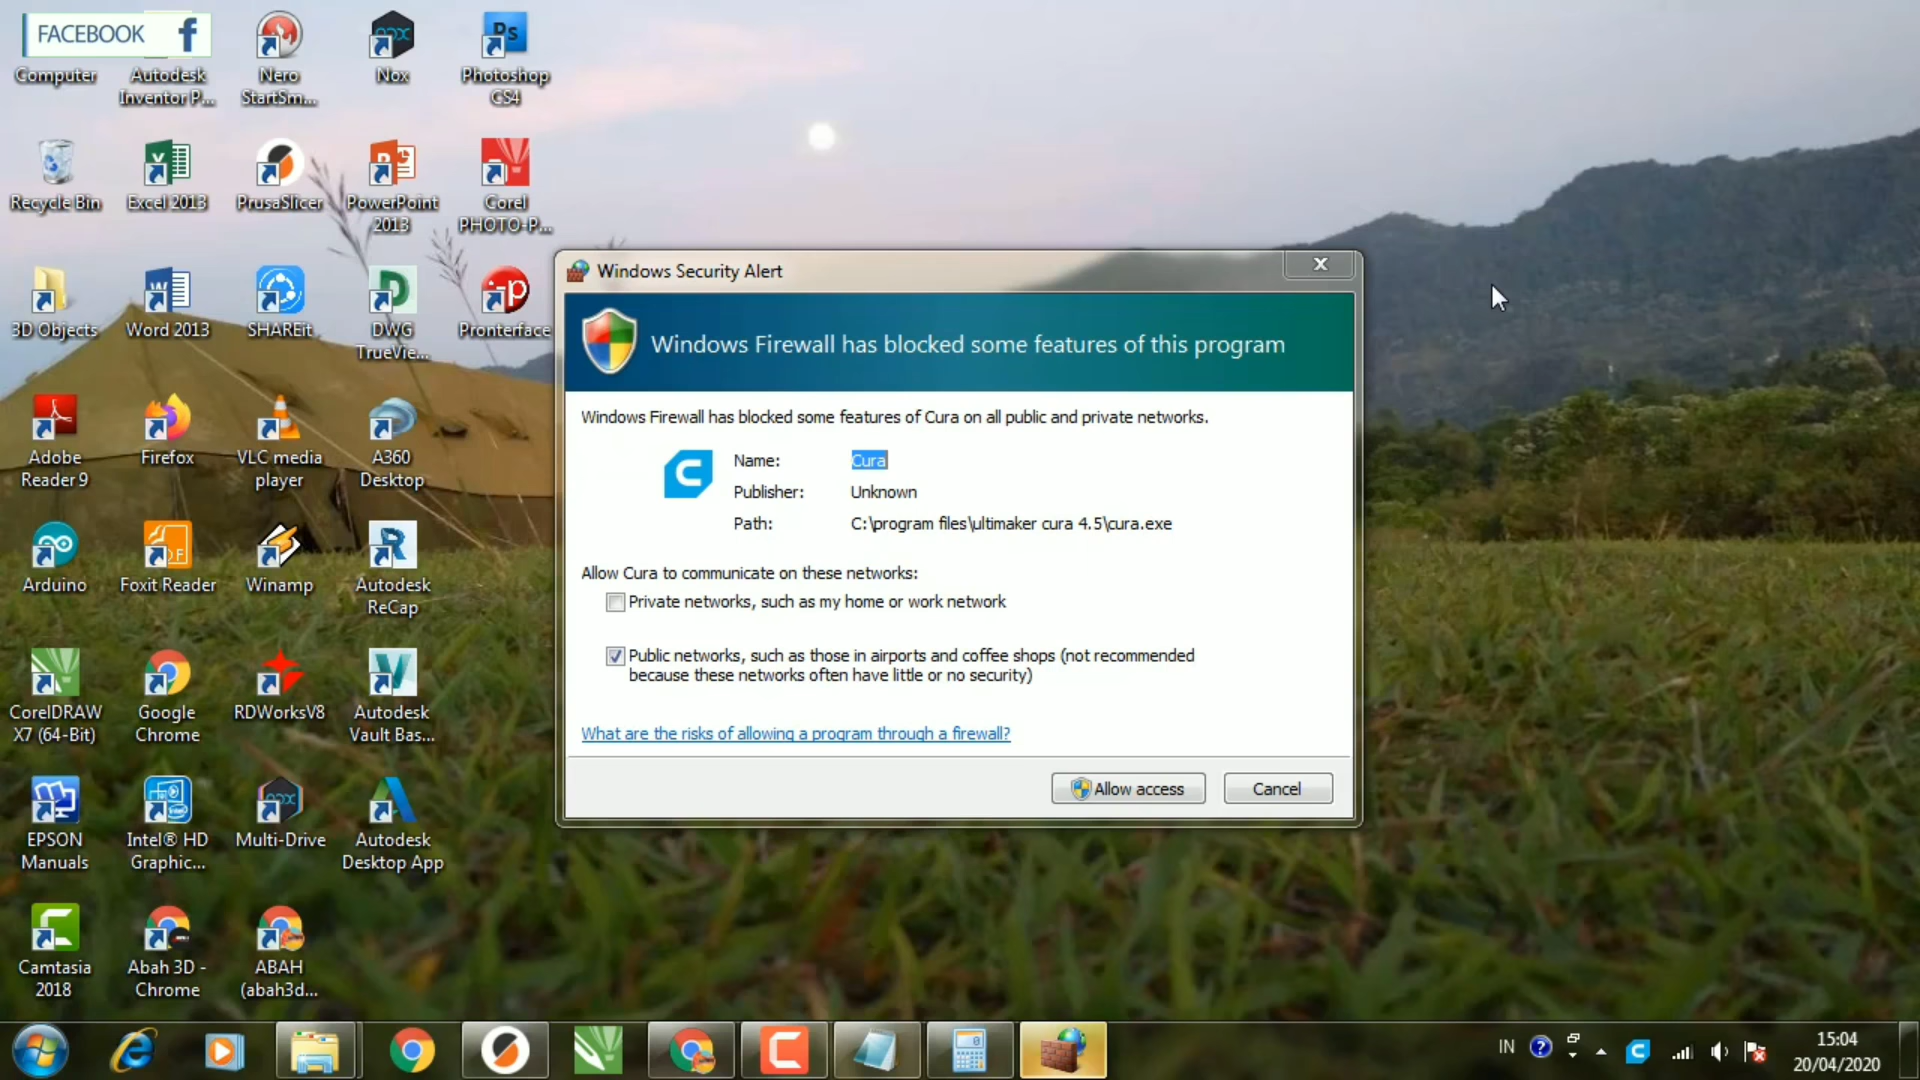 FACEBOOK f
Computer
Autodesk
Inventor P...
Nero
StartSm...
Nox
Ps
Photoshop
CS4
Recycle Bin
Excel 2013
PrusaSlicer
PowerPoint
2013
Corel
PHOTO-P...
3D Objects
Word 2013
SHAREit
DWG
TrueVie...
Pronterface
Adobe
Reader 9
Firefox
VLC media
player
A360
Desktop
Arduino
Foxit Reader
Winamp
Autodesk
ReCap
CorelDRAW
X7 (64-Bit)
Google
Chrome
RDWorksV8
Autodesk
Vault Bas...
EPSON
Manuals
Intel® HD
Graphic...
Multi-Drive
Autodesk
Desktop App
Camtasia
2018
Abah 3D -
Chrome
ABAH
(abah3d...
Windows Security Alert
X
Windows Firewall has blocked some features of this program
Windows Firewall has blocked some features of Cura on all public and private networks.
Name: Cura
Publisher: Unknown
Path: C:\program files\ultimaker cura 4.5\cura.exe
Allow Cura to communicate on these networks:
Private networks, such as my home or work network
Public networks, such as those in airports and coffee shops (not recommended
because these networks often have little or no security)
What are the risks of allowing a program through a firewall?
Allow access
Cancel
IN
15:04
20/04/2020